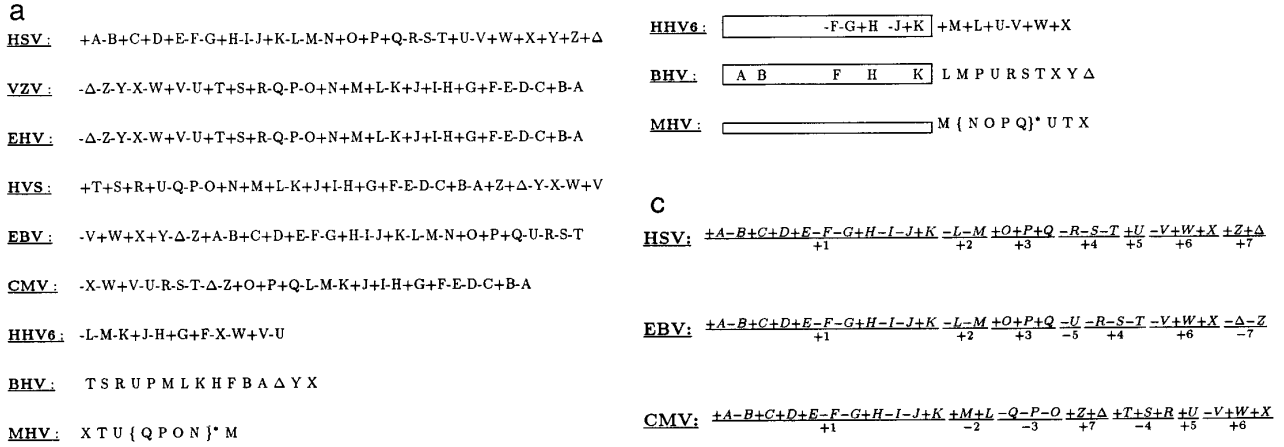 a
HSV: +A-B+C+D+E-F-G+H-I-J+K-L-M-N+O+P+Q-R-S-T+U-V+W+X+Y+Z+Δ
VZV: -Δ-Z-Y-X-W+V-U+T+S+R-Q-P-O+N+M+L-K+J+I-H+G+F-E-D-C+B-A
EHV: -Δ-Z-Y-X-W+V-U+T+S+R-Q-P-O+N+M+L-K+J+I-H+G+F-E-D-C+B-A
HVS: +T+S+R+U-Q-P-O+N+M+L-K+J+I-H+G+F-E-D-C+B-A+Z+Δ-Y-X-W+V
EBV: -V+W+X+Y-Δ-Z+A-B+C+D+E-F-G+H-I-J+K-L-M-N+O+P+Q-U-R-S-T
CMV: -X-W+V-U-R-S-T-Δ-Z+O+P+Q-L-M-K+J+I-H+G+F-E-D-C+B-A
HHV6: -L-M-K+J-H+G+F-X-W+V-U
BHV: T S R U P M L K H F B A Δ Y X
MHV: X T U { Q P O N }* M
HHV6: -F-G+H -J+K +M+L+U-V+W+X
BHV: A B F H K L M P U R S T X Y Δ
MHV: M { N O P Q}* U T X
c
HSV: +A-B+C+D+E-F-G+H-I-J+K -L-M +O+P+Q -R-S-T +U -V+W+X +Z+Δ
+1 +2 +3 +4 +5 +6 +7
EBV: +A-B+C+D+E-F-G+H-I-J+K -L-M +O+P+Q -U -R-S-T -V+W+X -Δ-Z
+1 +2 +3 -5 +4 +6 -7
CMV: +A-B+C+D+E-F-G+H-I-J+K +M+L -Q-P-O +Z+Δ +T+S+R +U -V+W+X
+1 -2 -3 +7 -4 +5 +6